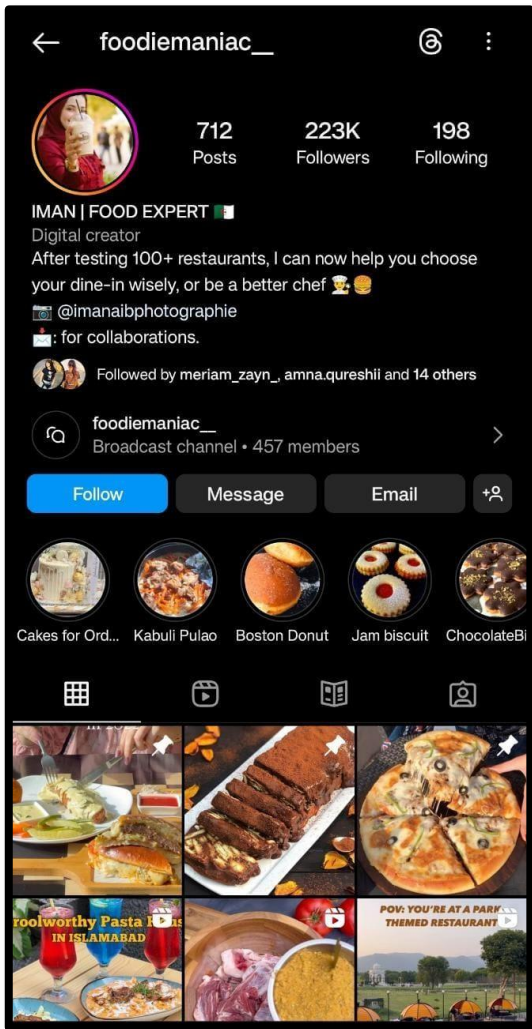 foodiemaniac__
712
223K
198
Posts
Followers
Following
IMAN | FOOD EXPERT 🇩🇿
Digital creator
After testing 100+ restaurants, I can now help you choose
your dine-in wisely, or be a better chef 👩‍🍳🍔
📷 @imanaibphotographie
📩: for collaborations.
Followed by meriam_zayn_, amna.qureshii and 14 others
foodiemaniac__
Broadcast channel • 457 members
Follow
Message
Email
Cakes for Ord...
Kabuli Pulao
Boston Donut
Jam biscuit
ChocolateBi
roolworthy Pasta
IN ISLAMABAD
POV: YOU'RE AT A PARK
THEMED RESTAURANT